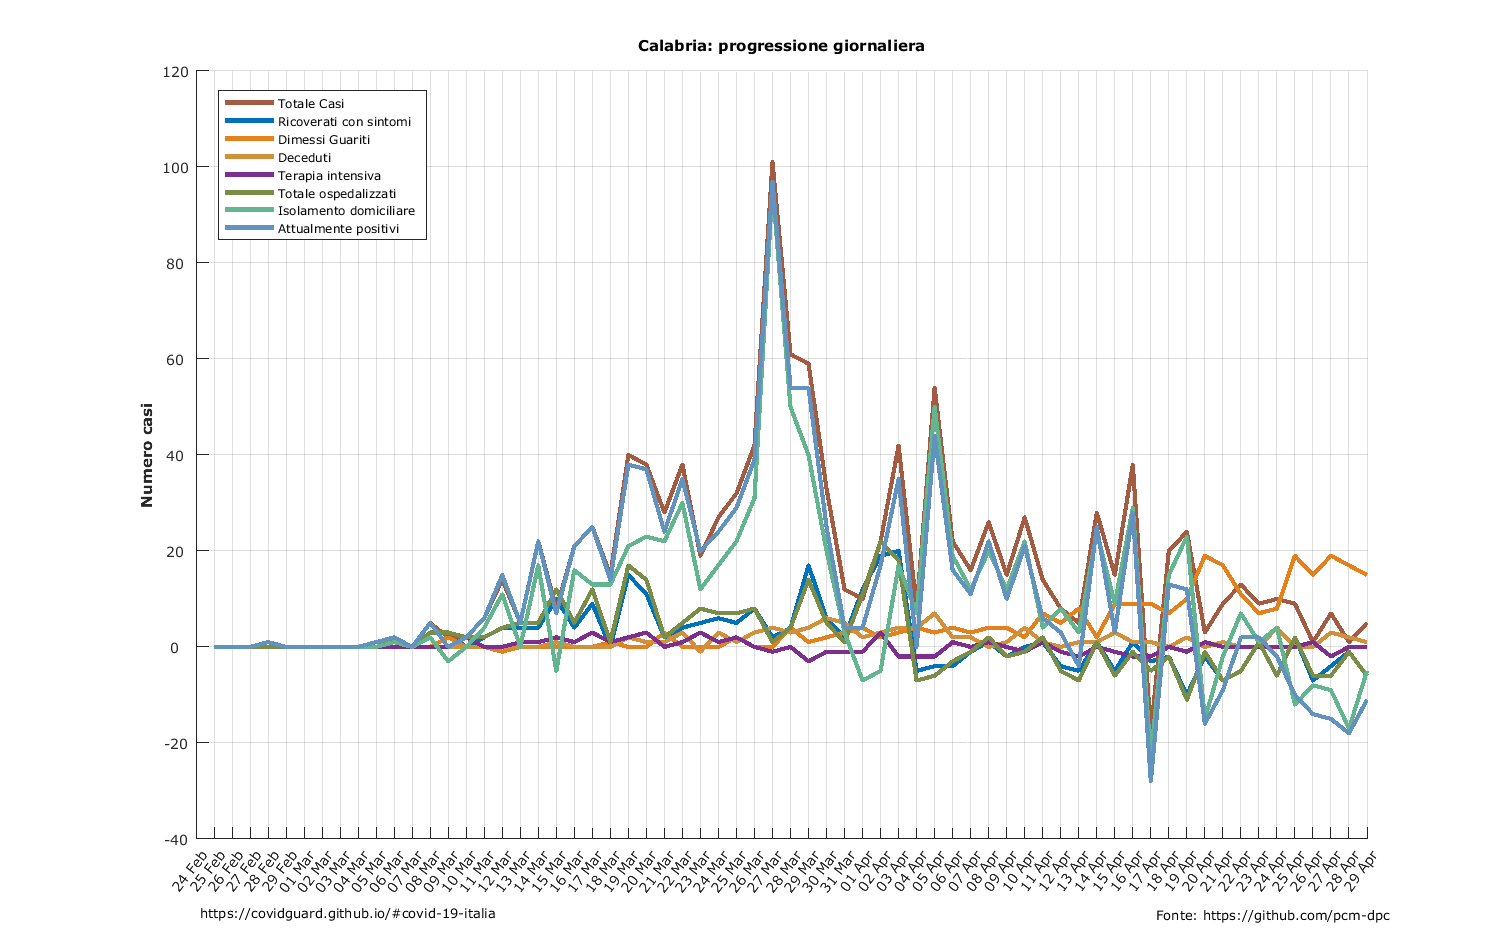 Calabria: progressione giornaliera
120
100
80
60
40
20
0
-20
-40
Numero casi
Totale Casi
Ricoverati con sintomi
Dimessi Guariti
Deceduti
Terapia intensiva
Totale ospedalizzati
Isolamento domiciliare
Attualmente positivi
24 Feb
25 Feb
26 Feb
27 Feb
28 Feb
29 Feb
01 Mar
02 Mar
03 Mar
04 Mar
05 Mar
06 Mar
07 Mar
08 Mar
09 Mar
10 Mar
11 Mar
12 Mar
13 Mar
14 Mar
15 Mar
16 Mar
17 Mar
18 Mar
19 Mar
20 Mar
21 Mar
22 Mar
23 Mar
24 Mar
25 Mar
26 Mar
27 Mar
28 Mar
29 Mar
30 Mar
31 Mar
01 Apr
02 Apr
03 Apr
04 Apr
05 Apr
06 Apr
07 Apr
08 Apr
09 Apr
10 Apr
11 Apr
12 Apr
13 Apr
14 Apr
15 Apr
16 Apr
17 Apr
18 Apr
19 Apr
20 Apr
21 Apr
22 Apr
23 Apr
24 Apr
25 Apr
26 Apr
27 Apr
28 Apr
29 Apr
https://covidguard.github.io/#covid-19-italia
Fonte: https://github.com/pcm-dpc